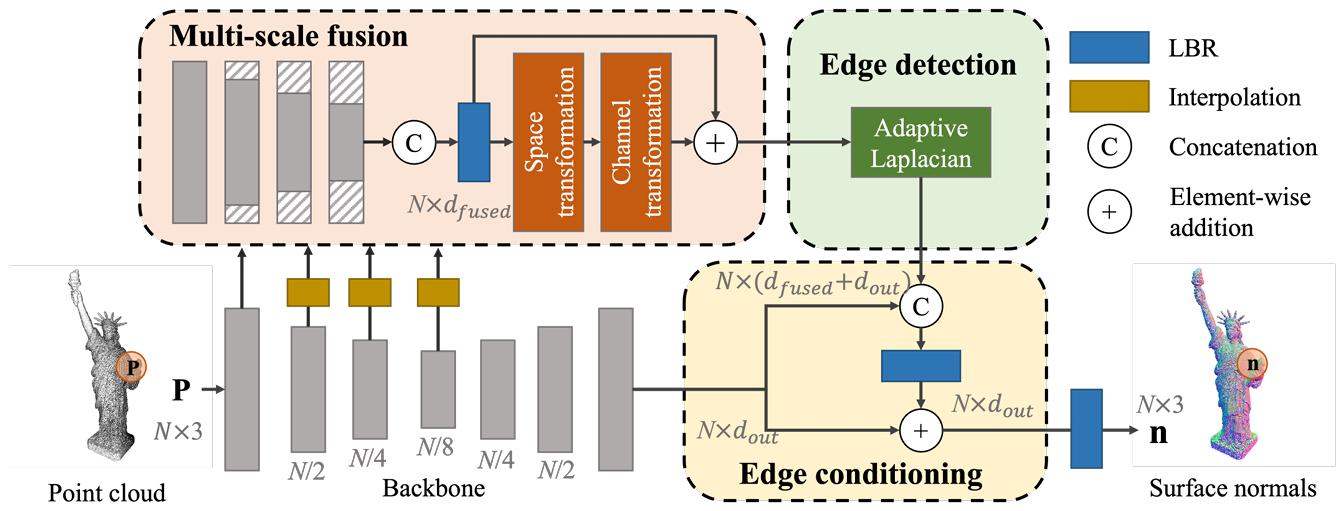 Multi-scale fusion
C
N×d_fused
Space
transformation
Channel
transformation
+
Edge detection
Adaptive
Laplacian
LBR
Interpolation
C
Concatenation
+
Element-wise
addition
P
P
N×3
Point cloud
N/2
N/4
N/8
N/4
N/2
Backbone
N×(d_fused+d_out)
C
N×d_out
+
N×d_out
Edge conditioning
N×3
n
n
Surface normals